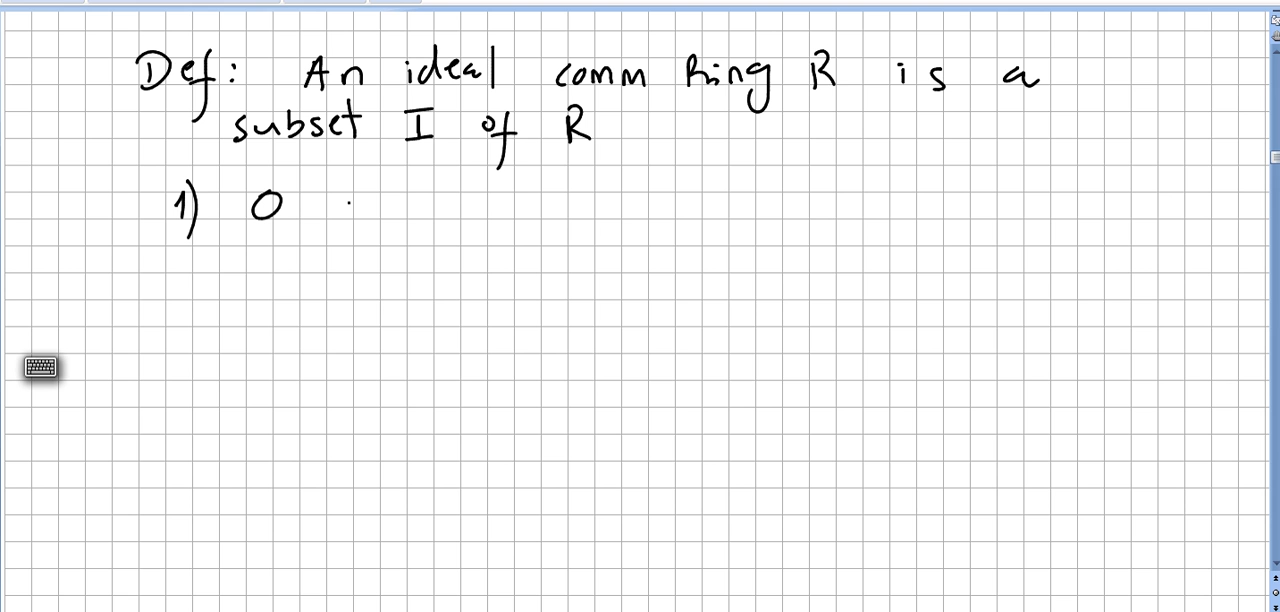 Def: An ideal comm Ring R is a
subset I of R
1) 0